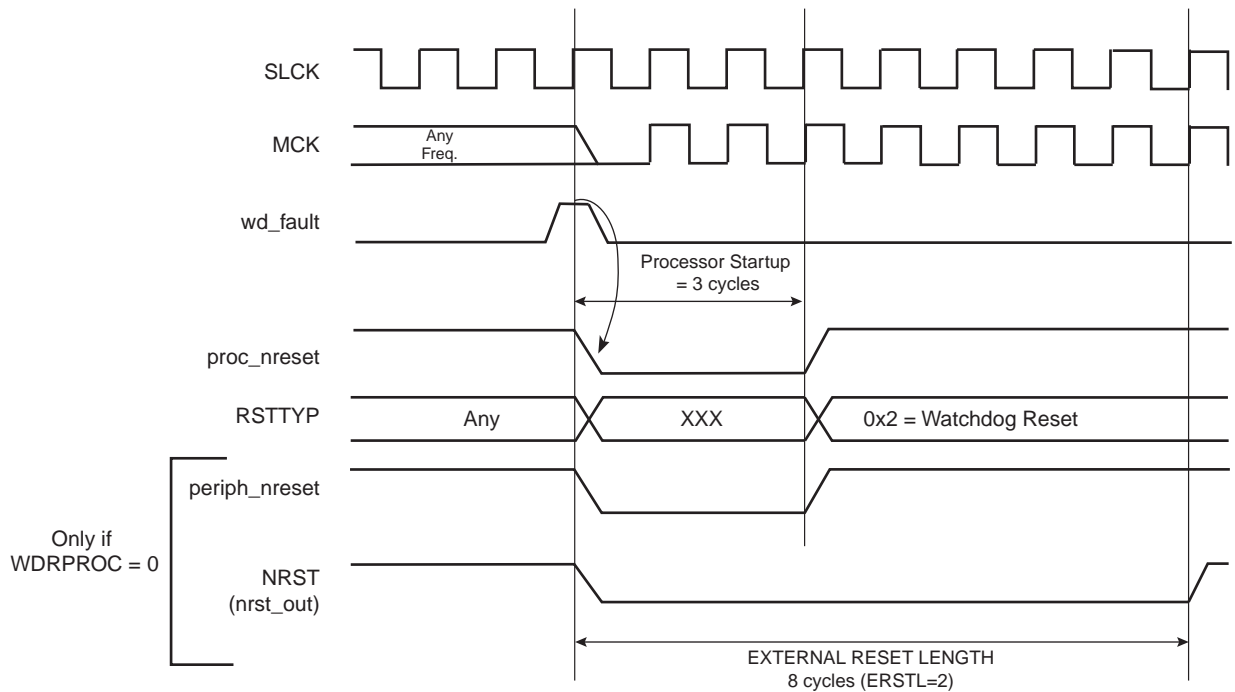 SLCK
MCK
Any
Freq.
wd_fault
Processor Startup
= 3 cycles
proc_nreset
RSTTYP
Any
XXX
0x2 = Watchdog Reset
periph_nreset
Only if
WDRPROC = 0
NRST
(nrst_out)
EXTERNAL RESET LENGTH
8 cycles (ERSTL=2)